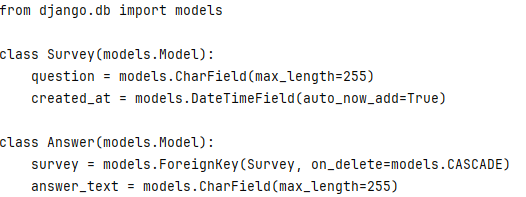 from django.db import models

class Survey(models.Model):
    question = models.CharField(max_length=255)
    created_at = models.DateTimeField(auto_now_add=True)

class Answer(models.Model):
    survey = models.ForeignKey(Survey, on_delete=models.CASCADE)
    answer_text = models.CharField(max_length=255)